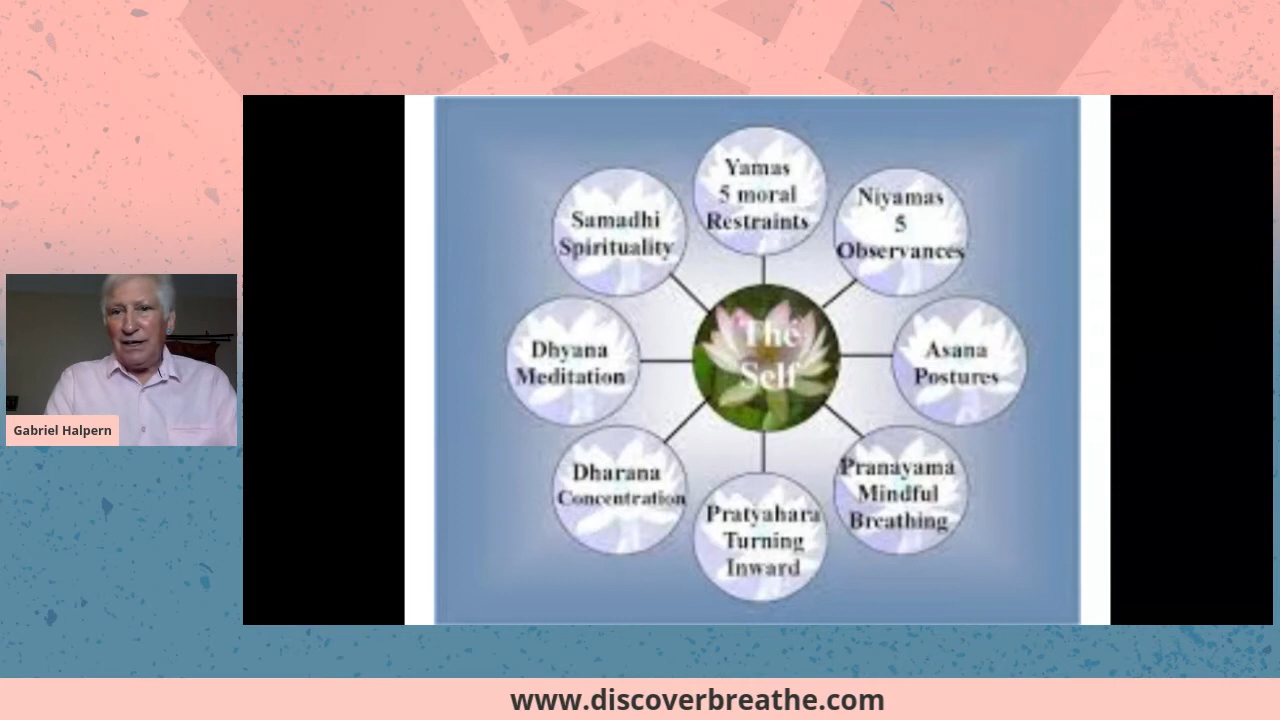 Yamas
5 moral
Restraints
Niyamas
5
Observances
Asana
Postures
Pranayama
Mindful
Breathing
Pratyahara
Turning
Inward
Dharana
Concentration
Dhyana
Meditation
Samadhi
Spirituality
The
Self
Gabriel Halpern
www.discoverbreathe.com